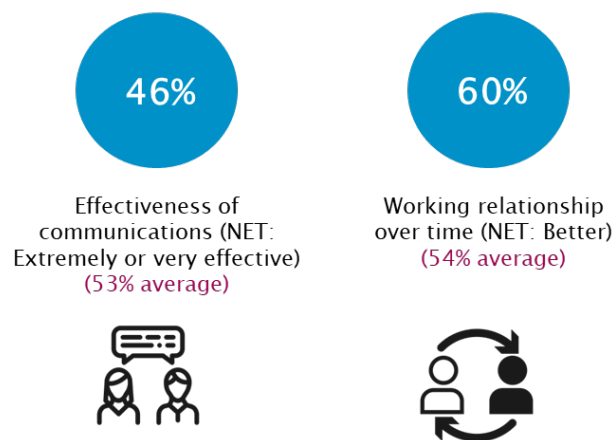 46%
60%
Effectiveness of
communications (NET:
Extremely or very effective)
(53% average)
Working relationship
over time (NET: Better)
(54% average)